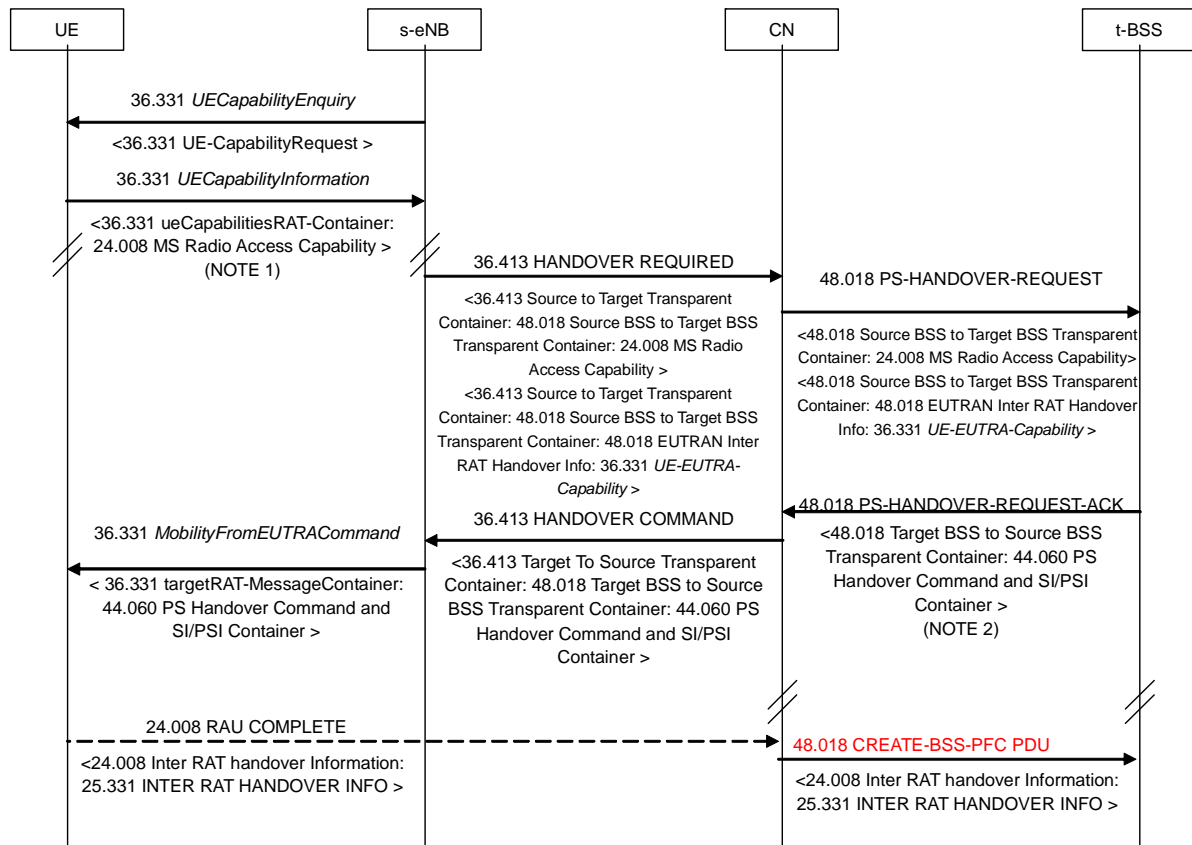 UE
s-eNB
CN
t-BSS
36.331 UECapabilityEnquiry
<36.331 UE-CapabilityRequest >
36.331 UECapabilityInformation
<36.331 ueCapabilitiesRAT-Container:
24.008 MS Radio Access Capability >
(NOTE 1)
36.413 HANDOVER REQUIRED
<36.413 Source to Target Transparent
Container: 48.018 Source BSS to Target BSS
Transparent Container: 24.008 MS Radio
Access Capability >
<36.413 Source to Target Transparent
Container: 48.018 Source BSS to Target BSS
Transparent Container: 48.018 EUTRAN Inter
RAT Handover Info: 36.331 UE-EUTRA-
Capability >
48.018 PS-HANDOVER-REQUEST
<48.018 Source BSS to Target BSS Transparent
Container: 24.008 MS Radio Access Capability>
<48.018 Source BSS to Target BSS Transparent
Container: 48.018 EUTRAN Inter RAT Handover
Info: 36.331 UE-EUTRA-Capability >
48.018 PS-HANDOVER-REQUEST-ACK
<48.018 Target BSS to Source BSS
Transparent Container: 44.060 PS
Handover Command and SI/PSI
Container >
(NOTE 2)
36.413 HANDOVER COMMAND
<36.413 Target To Source Transparent
Container: 48.018 Target BSS to Source
BSS Transparent Container: 44.060 PS
Handover Command and SI/PSI
Container >
36.331 MobilityFromEUTRACommand
< 36.331 targetRAT-MessageContainer:
44.060 PS Handover Command and
SI/PSI Container >
24.008 RAU COMPLETE
<24.008 Inter RAT handover Information:
25.331 INTER RAT HANDOVER INFO >
48.018 CREATE-BSS-PFC PDU
<24.008 Inter RAT handover Information:
25.331 INTER RAT HANDOVER INFO >